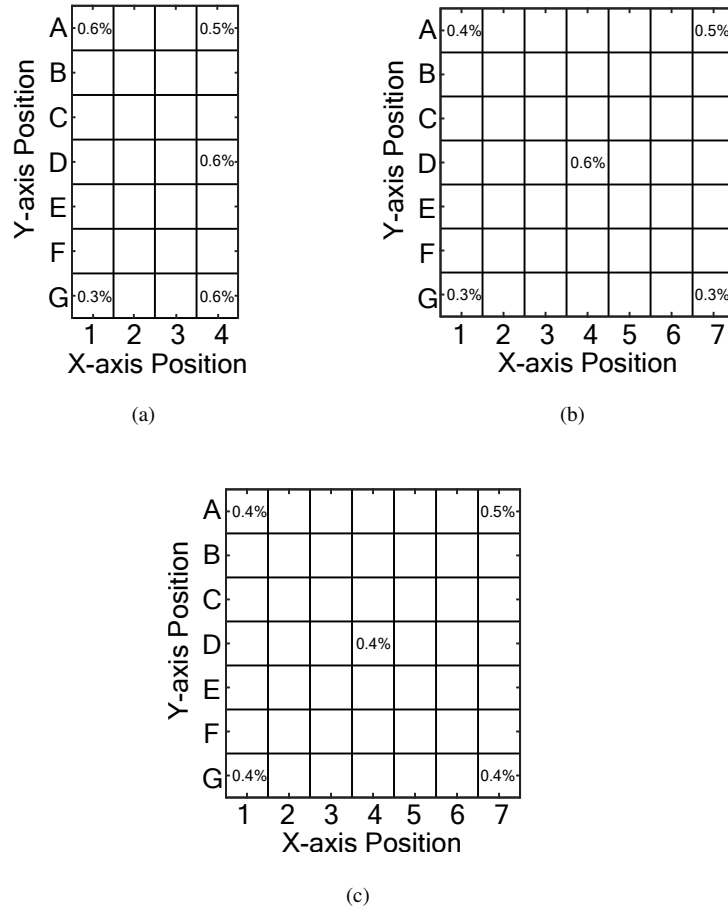 A 0.6% 0.5%
B
C
D 0.6%
E
F
G 0.3% 0.6%
1 2 3 4
X-axis Position
Y-axis Position
(a)
A 0.4% 0.5%
B
C
D 0.6%
E
F
G 0.3% 0.3%
1 2 3 4 5 6 7
X-axis Position
Y-axis Position
(b)
A 0.4% 0.5%
B
C
D 0.4%
E
F
G 0.4% 0.4%
1 2 3 4 5 6 7
X-axis Position
Y-axis Position
(c)